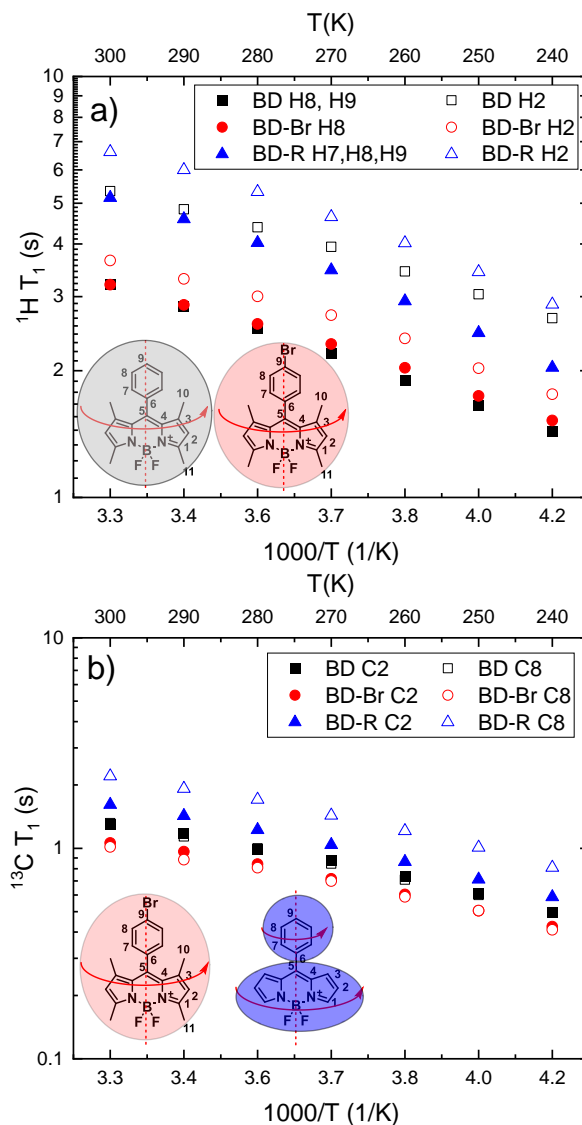 T(K)
300 290 280 270 260 250 240
a)
BD H8, H9 BD H2
BD-Br H8 BD-Br H2
BD-R H7,H8,H9 BD-R H2
10
9
8
7
6
5
4
3
2
1
¹H T₁ (s)
9
8
7
6
10
5
4
3
2
N N⁺
B
1
F F
11
Br
9
8
7
6
10
5
4
3
2
N N⁺
B
1
F F
11
3.3 3.4 3.6 3.7 3.8 4.0 4.2
1000/T (1/K)
T(K)
300 290 280 270 260 250 240
b)
BD C2 BD C8
BD-Br C2 BD-Br C8
BD-R C2 BD-R C8
10
1
0.1
¹³C T₁ (s)
Br
9
8
7
6
10
5
4
3
2
N N⁺
B
1
F F
11
9
8
7
6
5
4
3
2
N N⁺
B
1
F F
3.3 3.4 3.6 3.7 3.8 4.0 4.2
1000/T (1/K)